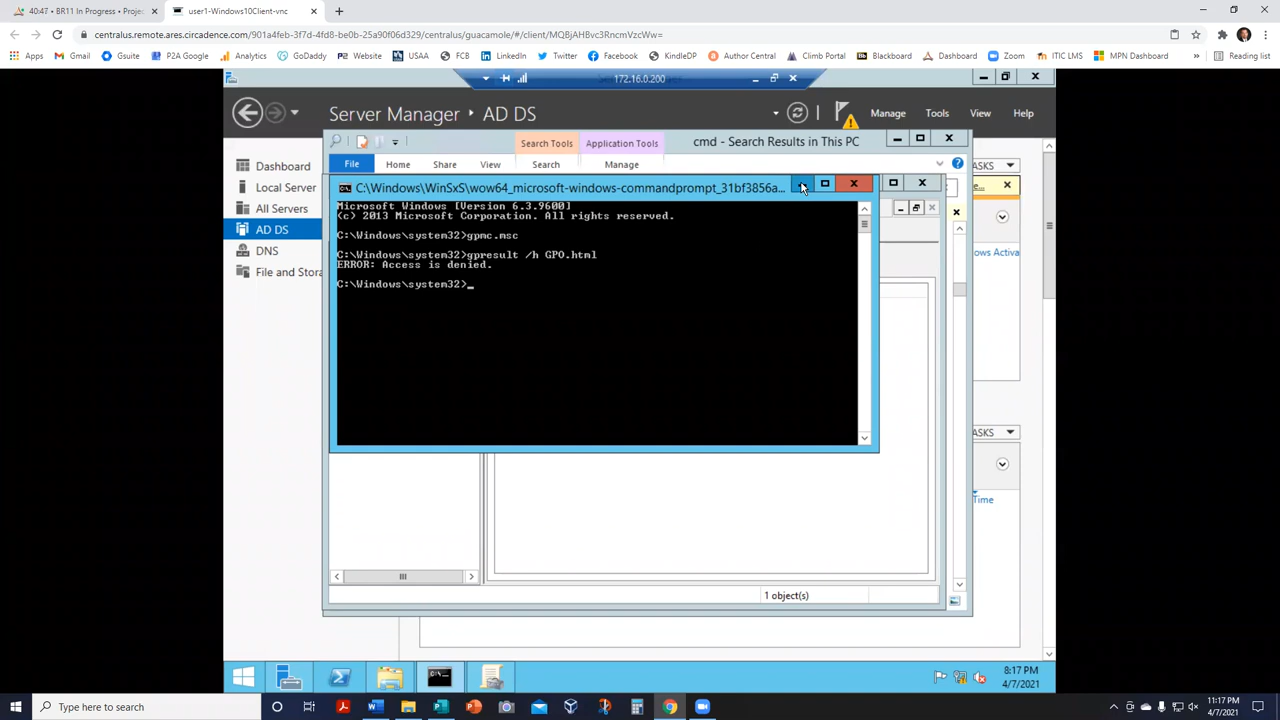 40:47 • BR11 In Progress • Projec
user1-Windows10Client-vnc
centralus.remote.ares.circadence.com/901a4feb-3f7d-4fd8-be0b-25a90f06d323/centralus/guacamole/#/client/MQBjAHBvc3RncmVzcWw=
Apps
Gmail
Gsuite
P2A Google
Analytics
GoDaddy
Website
USAA
FCB
LinkedIn
Twitter
Facebook
KindleDP
Author Central
Climb Portal
Blackboard
Dashboard
Zoom
ITIC LMS
MPN Dashboard
Reading list
172.16.0.200
Server Manager • AD DS
Manage
Tools
View
Help
Search Tools
Application Tools
cmd - Search Results in This PC
File
Home
Share
View
Search
Manage
Dashboard
Local Server
All Servers
AD DS
DNS
File and Stora
C:\Windows\WinSxS\wow64_microsoft-windows-commandprompt_31bf3856a...
Microsoft Windows [Version 6.3.9600]
(c) 2013 Microsoft Corporation. All rights reserved.
C:\Windows\system32>gpmc.msc
C:\Windows\system32>gpresult /h GPO.html
ERROR: Access is denied.
C:\Windows\system32>_
ASKS
e...
ows Activa
ASKS
Time
1 object(s)
8:17 PM
4/7/2021
Type here to search
11:17 PM
4/7/2021